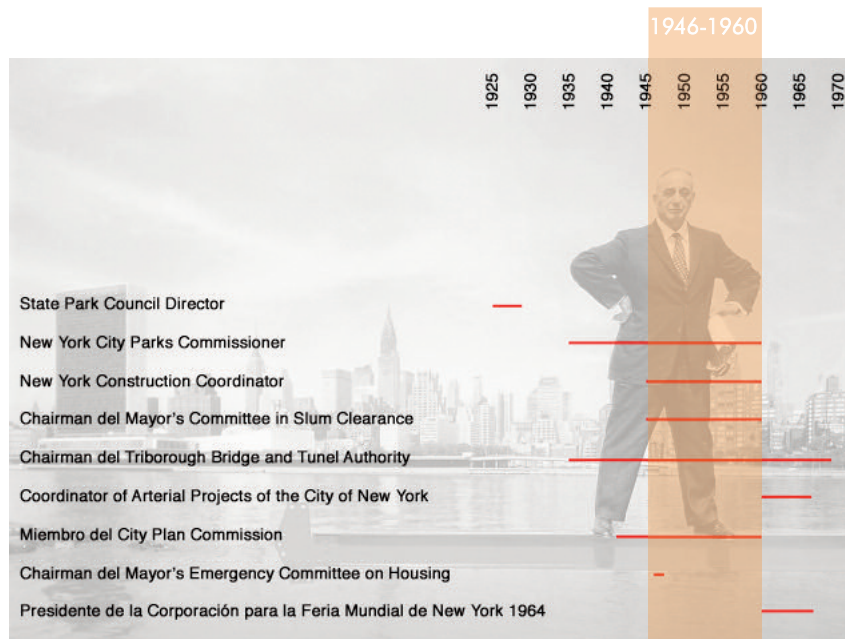 1946-1960
1925 1930 1935 1940 1945 1950 1955 1960 1965 1970
State Park Council Director
New York City Parks Commissioner
New York Construction Coordinator
Chairman del Mayor's Committee in Slum Clearance
Chairman del Triborough Bridge and Tunel Authority
Coordinator of Arterial Projects of the City of New York
Miembro del City Plan Commission
Chairman del Mayor's Emergency Committee on Housing
Presidente de la Corporación para la Feria Mundial de New York 1964